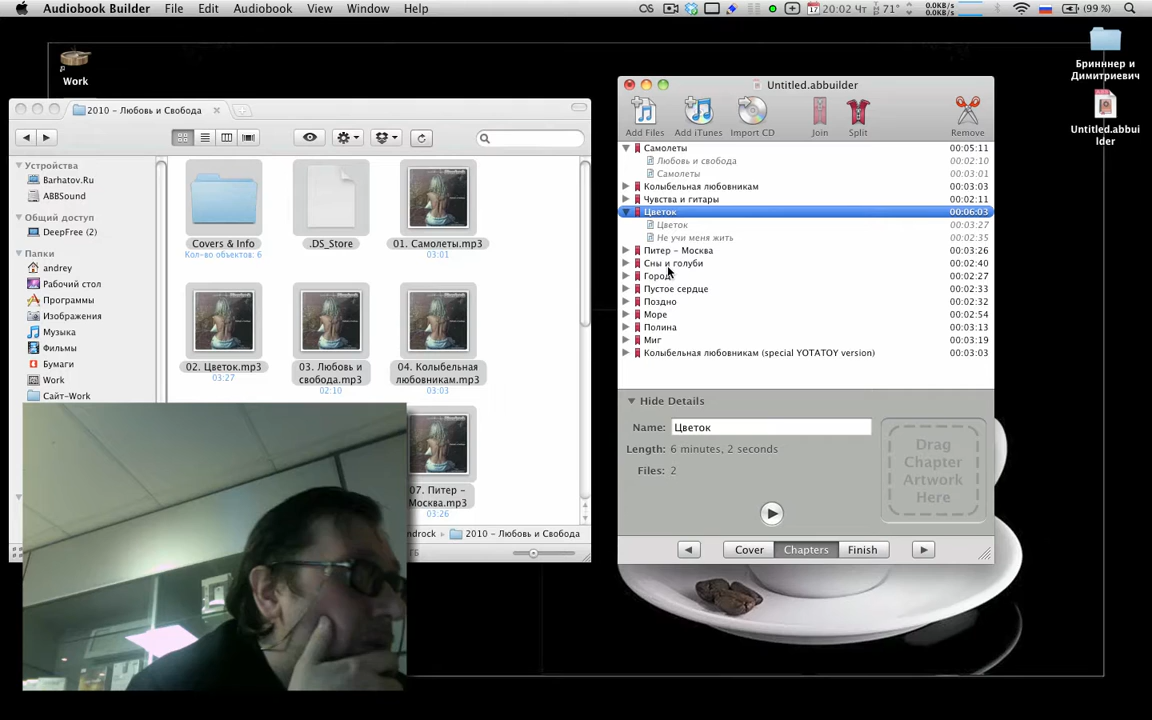 Audiobook Builder File Edit Audiobook View Window Help
0.0KB/s
0.0KB/s
17 20:02 Чт 71° (99 %)
Work
Бринннер и
Димитриевич
Untitled.abbui
lder
2010 – Любовь и Свобода
Устройства
Barhatov.Ru
ABBSound
Общий доступ
DeepFree (2)
Папки
andrey
Рабочий стол
Программы
Изображения
Музыка
Фильмы
Бумаги
Work
Сайт-Work
Covers & Info
Кол-во объектов: 6
.DS_Store
01. Самолеты.mp3
03:01
02. Цветок.mp3
03:27
03. Любовь и
свобода.mp3
02:10
04. Колыбельная
любовникам.mp3
03:03
07. Питер –
Москва.mp3
03:26
ndrock
2010 – Любовь и Свобода
Untitled.abbuilder
Add Files Add iTunes Import CD Join Split Remove
Самолеты 00:05:11
Любовь и свобода 00:02:10
Самолеты 00:03:01
Колыбельная любовникам 00:03:03
Чувства и гитары 00:02:11
Цветок 00:06:03
Цветок 00:03:27
Не учи меня жить 00:02:35
Питер – Москва 00:03:26
Сны и голуби 00:02:40
Город 00:02:27
Пустое сердце 00:02:33
Поздно 00:02:32
Море 00:02:54
Полина 00:03:13
Миг 00:03:19
Колыбельная любовникам (special YOTATOY version) 00:03:03
Hide Details
Name: Цветок
Length: 6 minutes, 2 seconds
Files: 2
Drag
Chapter
Artwork
Here
Cover Chapters Finish